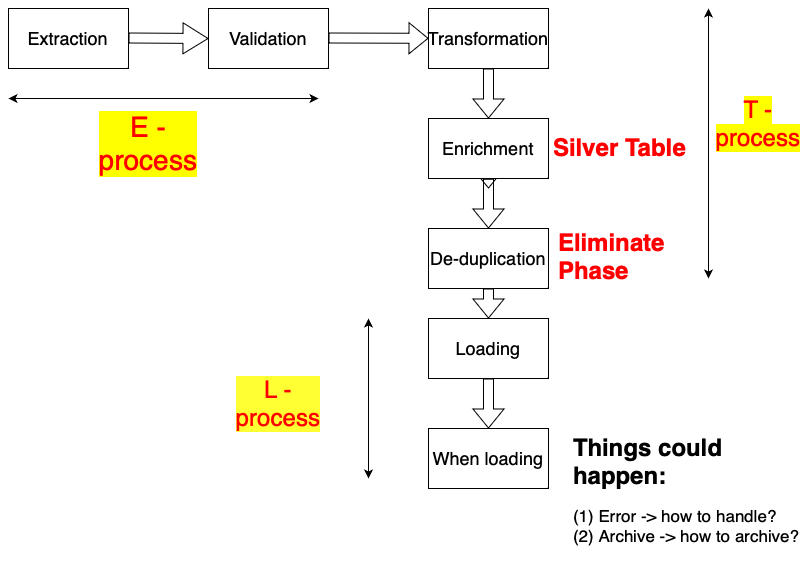 Extraction
Validation
Transformation
E -
process
T -
process
Enrichment
Silver Table
De-duplication
Eliminate
Phase
Loading
L -
process
When loading
Things could
happen:
(1) Error -> how to handle?
(2) Archive -> how to archive?